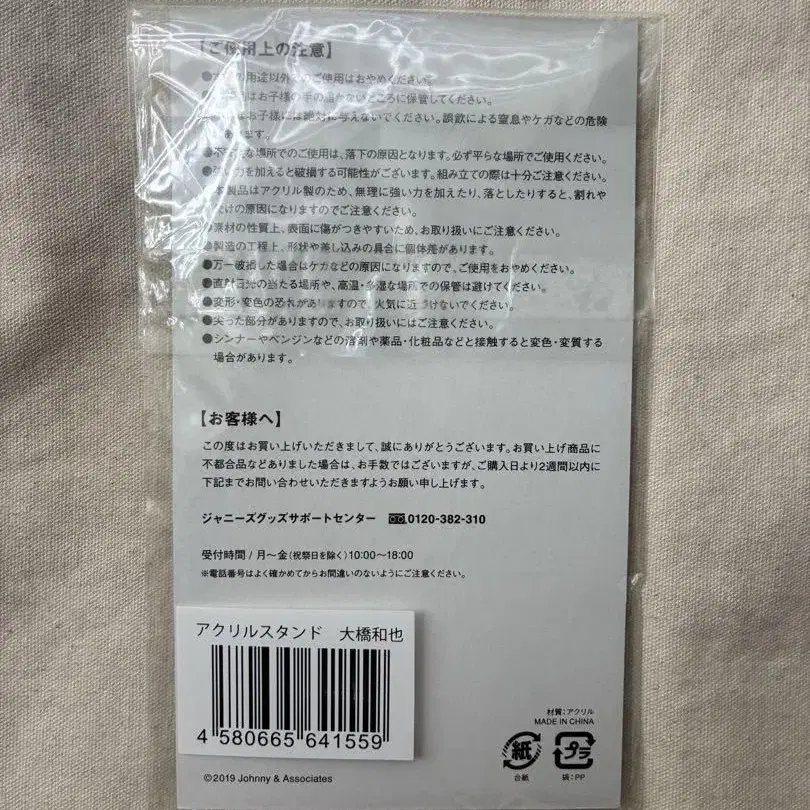 【ご使用上の注意】
用途以外でのご使用はおやめください。
はお子様の手の届かないところに保管してください。
はお子様には絶対に与えないでください。誤飲による窒息やケガなどの危険
あります。
●不安定な場所でのご使用は、落下の原因となります。必ず平らな場所でご使用ください。
●強い力を加えると破損する可能性がございます。組み立ての際は十分ご注意ください。
本製品はアクリル製のため、無理に強い力を加えたり、落としたりすると、割れや
欠けの原因になりますのでご注意ください。
●素材の性質上、表面に傷がつきやすいため、お取り扱いにご注意ください。
●製造の工程上、形状や差し込みの具合に個体差があります。
●万一破損した場合はケガなどの原因になりますので、ご使用をおやめください。
●直射日光の当たる場所や、高温・多湿な場所での保管は避けてください。
●変形・変色の恐れがありますので、火気に近づけないでください。
●尖った部分がありますので、お取り扱いにはご注意ください。
●シンナーやベンジンなどの溶剤や薬品・化粧品などと接触すると変色・変質する
場合があります。
【お客様へ】
この度はお買い上げいただきまして、誠にありがとうございます。お買い上げ商品に
不都合品などありました場合は、お手数ではございますが、ご購入日より2週間以内に
下記までお問い合わせいただきますようお願い申し上げます。
ジャニーズグッズサポートセンター 0120-382-310
受付時間/月〜金(祝祭日を除く)10:00〜18:00
※電話番号はよく確かめてからお間違いのないようにご注意ください。
アクリルスタンド 大橋和也
4 580665 641559
©2019 Johnny & Associates
材質：アクリル
MADE IN CHINA
紙 プラ
台紙 袋：PP